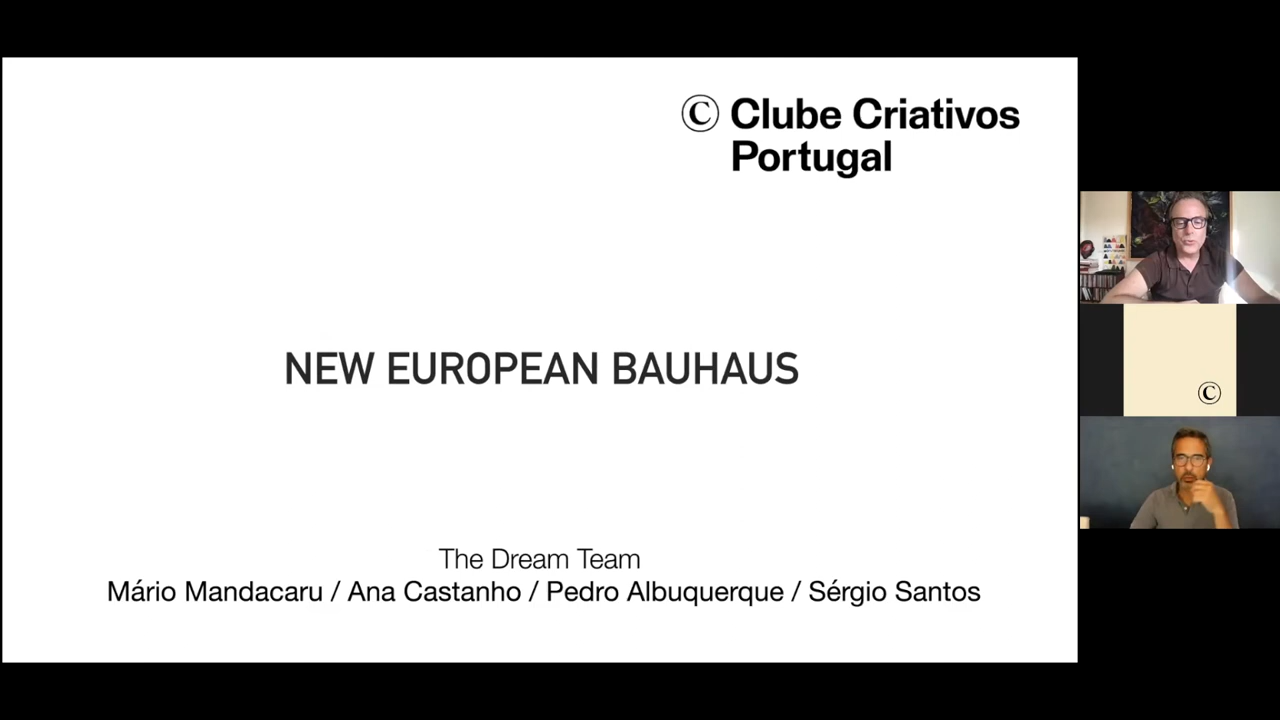 © Clube Criativos
Portugal
NEW EUROPEAN BAUHAUS
The Dream Team
Mário Mandacaru / Ana Castanho / Pedro Albuquerque / Sérgio Santos
©